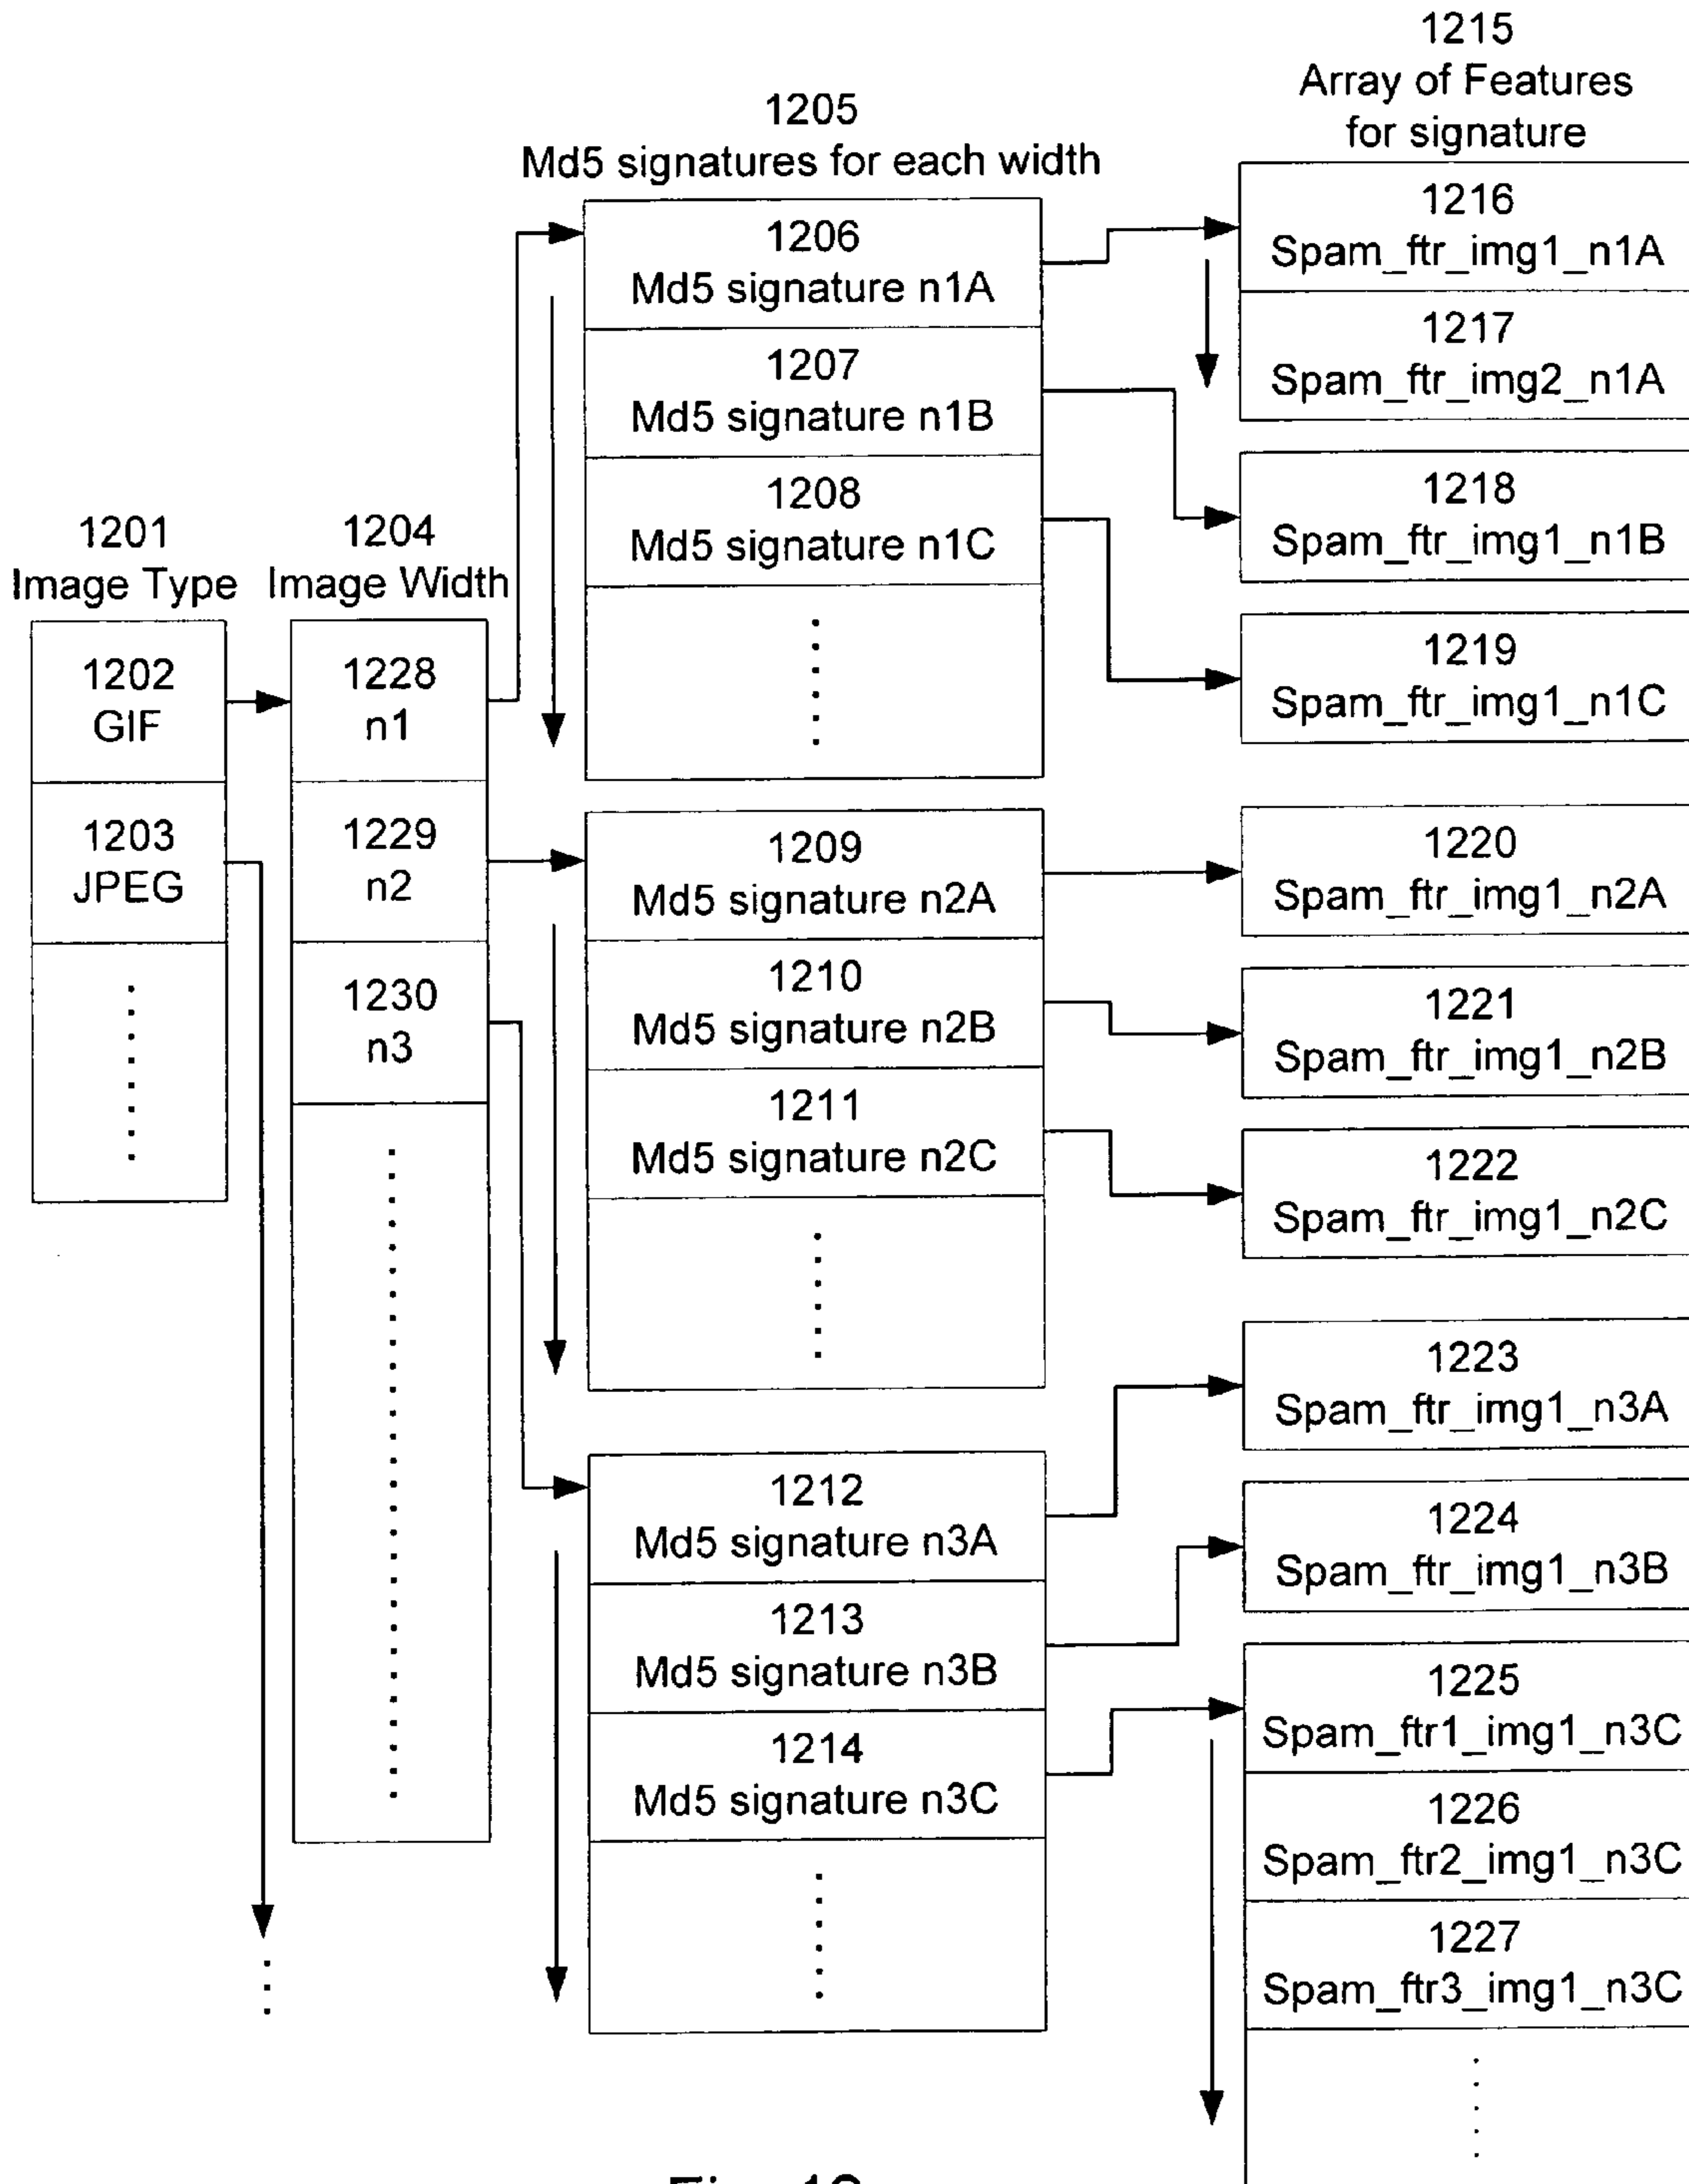 1215
Array of Features
for signature
1205
Md5 signatures for each width
1201
Image Type
1202
GIF
1203
JPEG
1204
Image Width
1228
n1
1229
n2
1230
n3
1206
Md5 signature n1A
1207
Md5 signature n1B
1208
Md5 signature n1C
1209
Md5 signature n2A
1210
Md5 signature n2B
1211
Md5 signature n2C
1212
Md5 signature n3A
1213
Md5 signature n3B
1214
Md5 signature n3C
1216
Spam_ftr_img1_n1A
1217
Spam_ftr_img2_n1A
1218
Spam_ftr_img1_n1B
1219
Spam_ftr_img1_n1C
1220
Spam_ftr_img1_n2A
1221
Spam_ftr_img1_n2B
1222
Spam_ftr_img1_n2C
1223
Spam_ftr_img1_n3A
1224
Spam_ftr_img1_n3B
1225
Spam_ftr1_img1_n3C
1226
Spam_ftr2_img1_n3C
1227
Spam_ftr3_img1_n3C